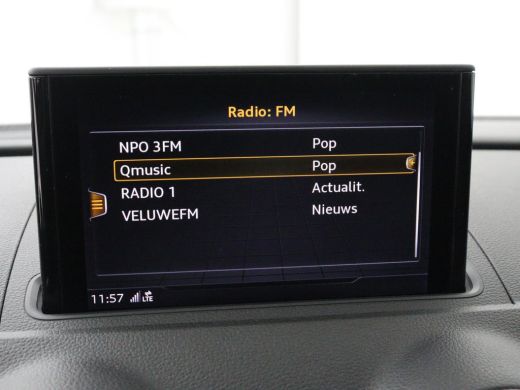 Radio: FM
NPO 3FM Pop
Qmusic Pop
RADIO 1 Actualit.
VELUWEFM Nieuws
11:57 LTE